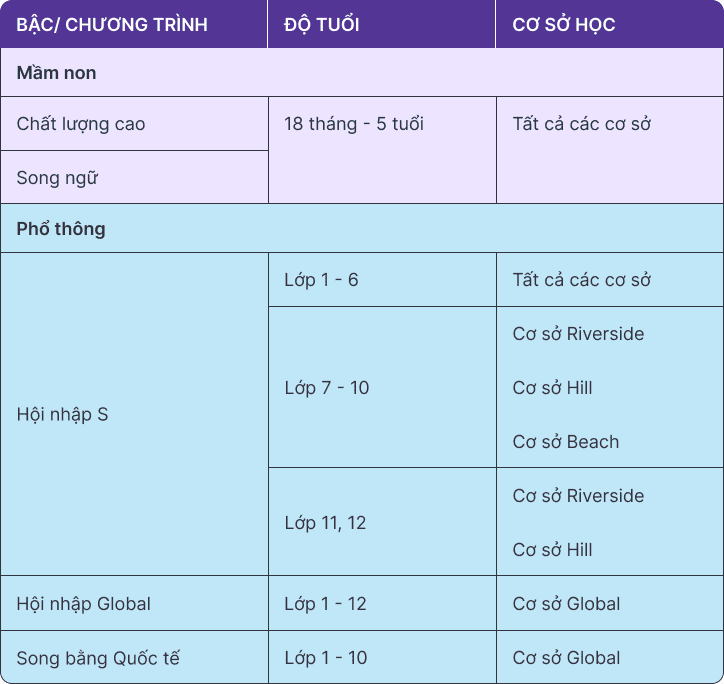 BẬC/ CHƯƠNG TRÌNH ĐỘ TUỔI CƠ SỞ HỌC
Mầm non
Chất lượng cao 18 tháng - 5 tuổi Tất cả các cơ sở
Song ngữ
Phổ thông
Lớp 1 - 6 Tất cả các cơ sở
Cơ sở Riverside
Lớp 7 - 10 Cơ sở Hill
Hội nhập S
Cơ sở Beach
Cơ sở Riverside
Lớp 11, 12
Cơ sở Hill
Hội nhập Global Lớp 1 - 12 Cơ sở Global
Song bằng Quốc tế Lớp 1 - 10 Cơ sở Global